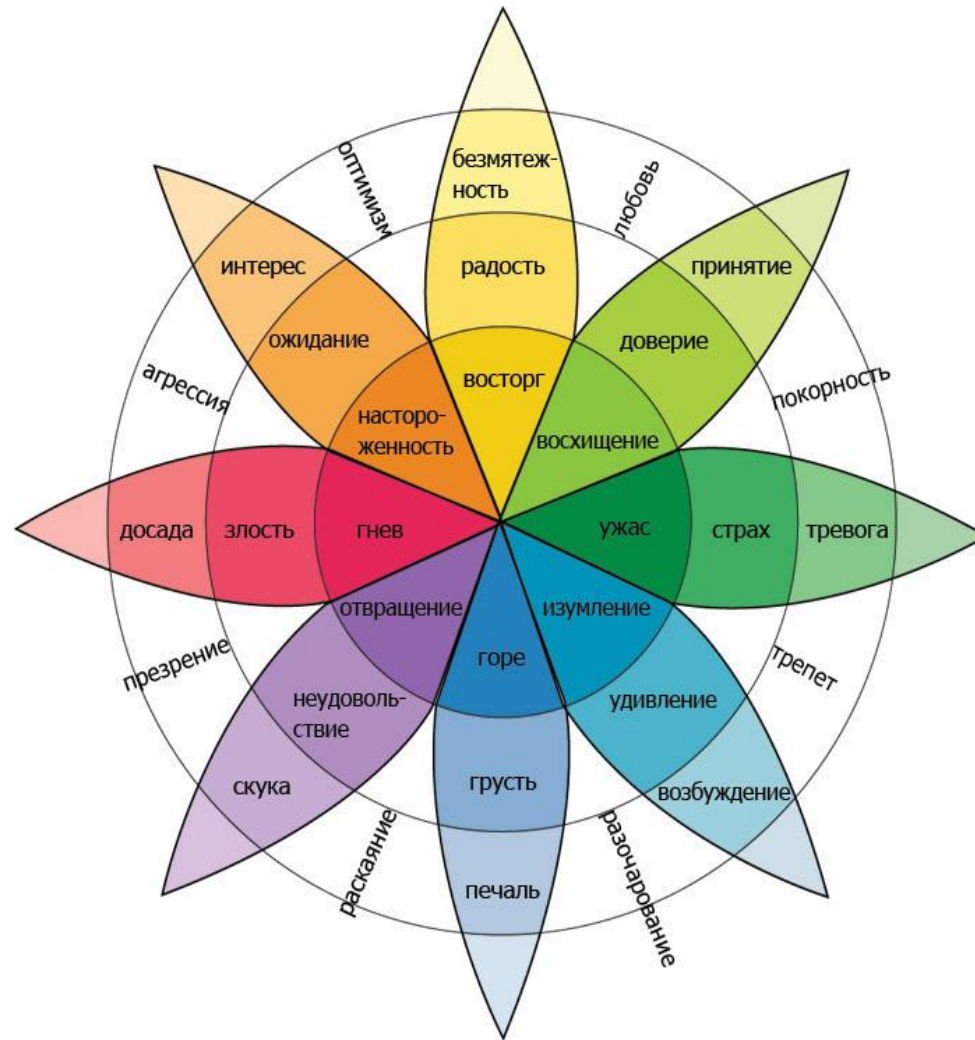 безмятеж-
ность
оптимизм
любовь
интерес
радость
принятие
ожидание
доверие
агрессия
восторг
покорность
насторо-
женность
восхищение
досада
злость
гнев
ужас
страх
тревога
отвращение
изумление
презрение
горе
трепет
неудоволь-
ствие
удивление
скука
грусть
возбуждение
раскаяние
печаль
разочарование